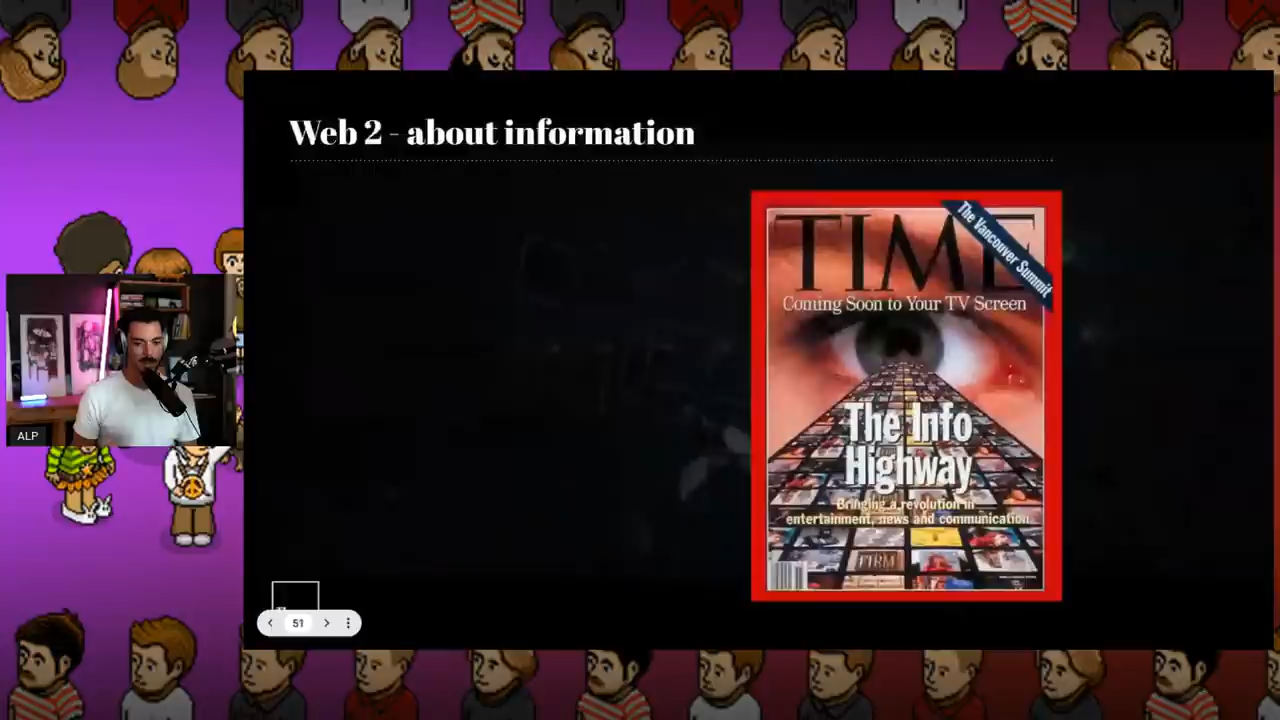 Web 2 - about information
The Vancouver Summit
TIME
Coming Soon to Your TV Screen
The Info
Highway
Bringing a revolution in
entertainment, news and communication
FIRM
ALP
51